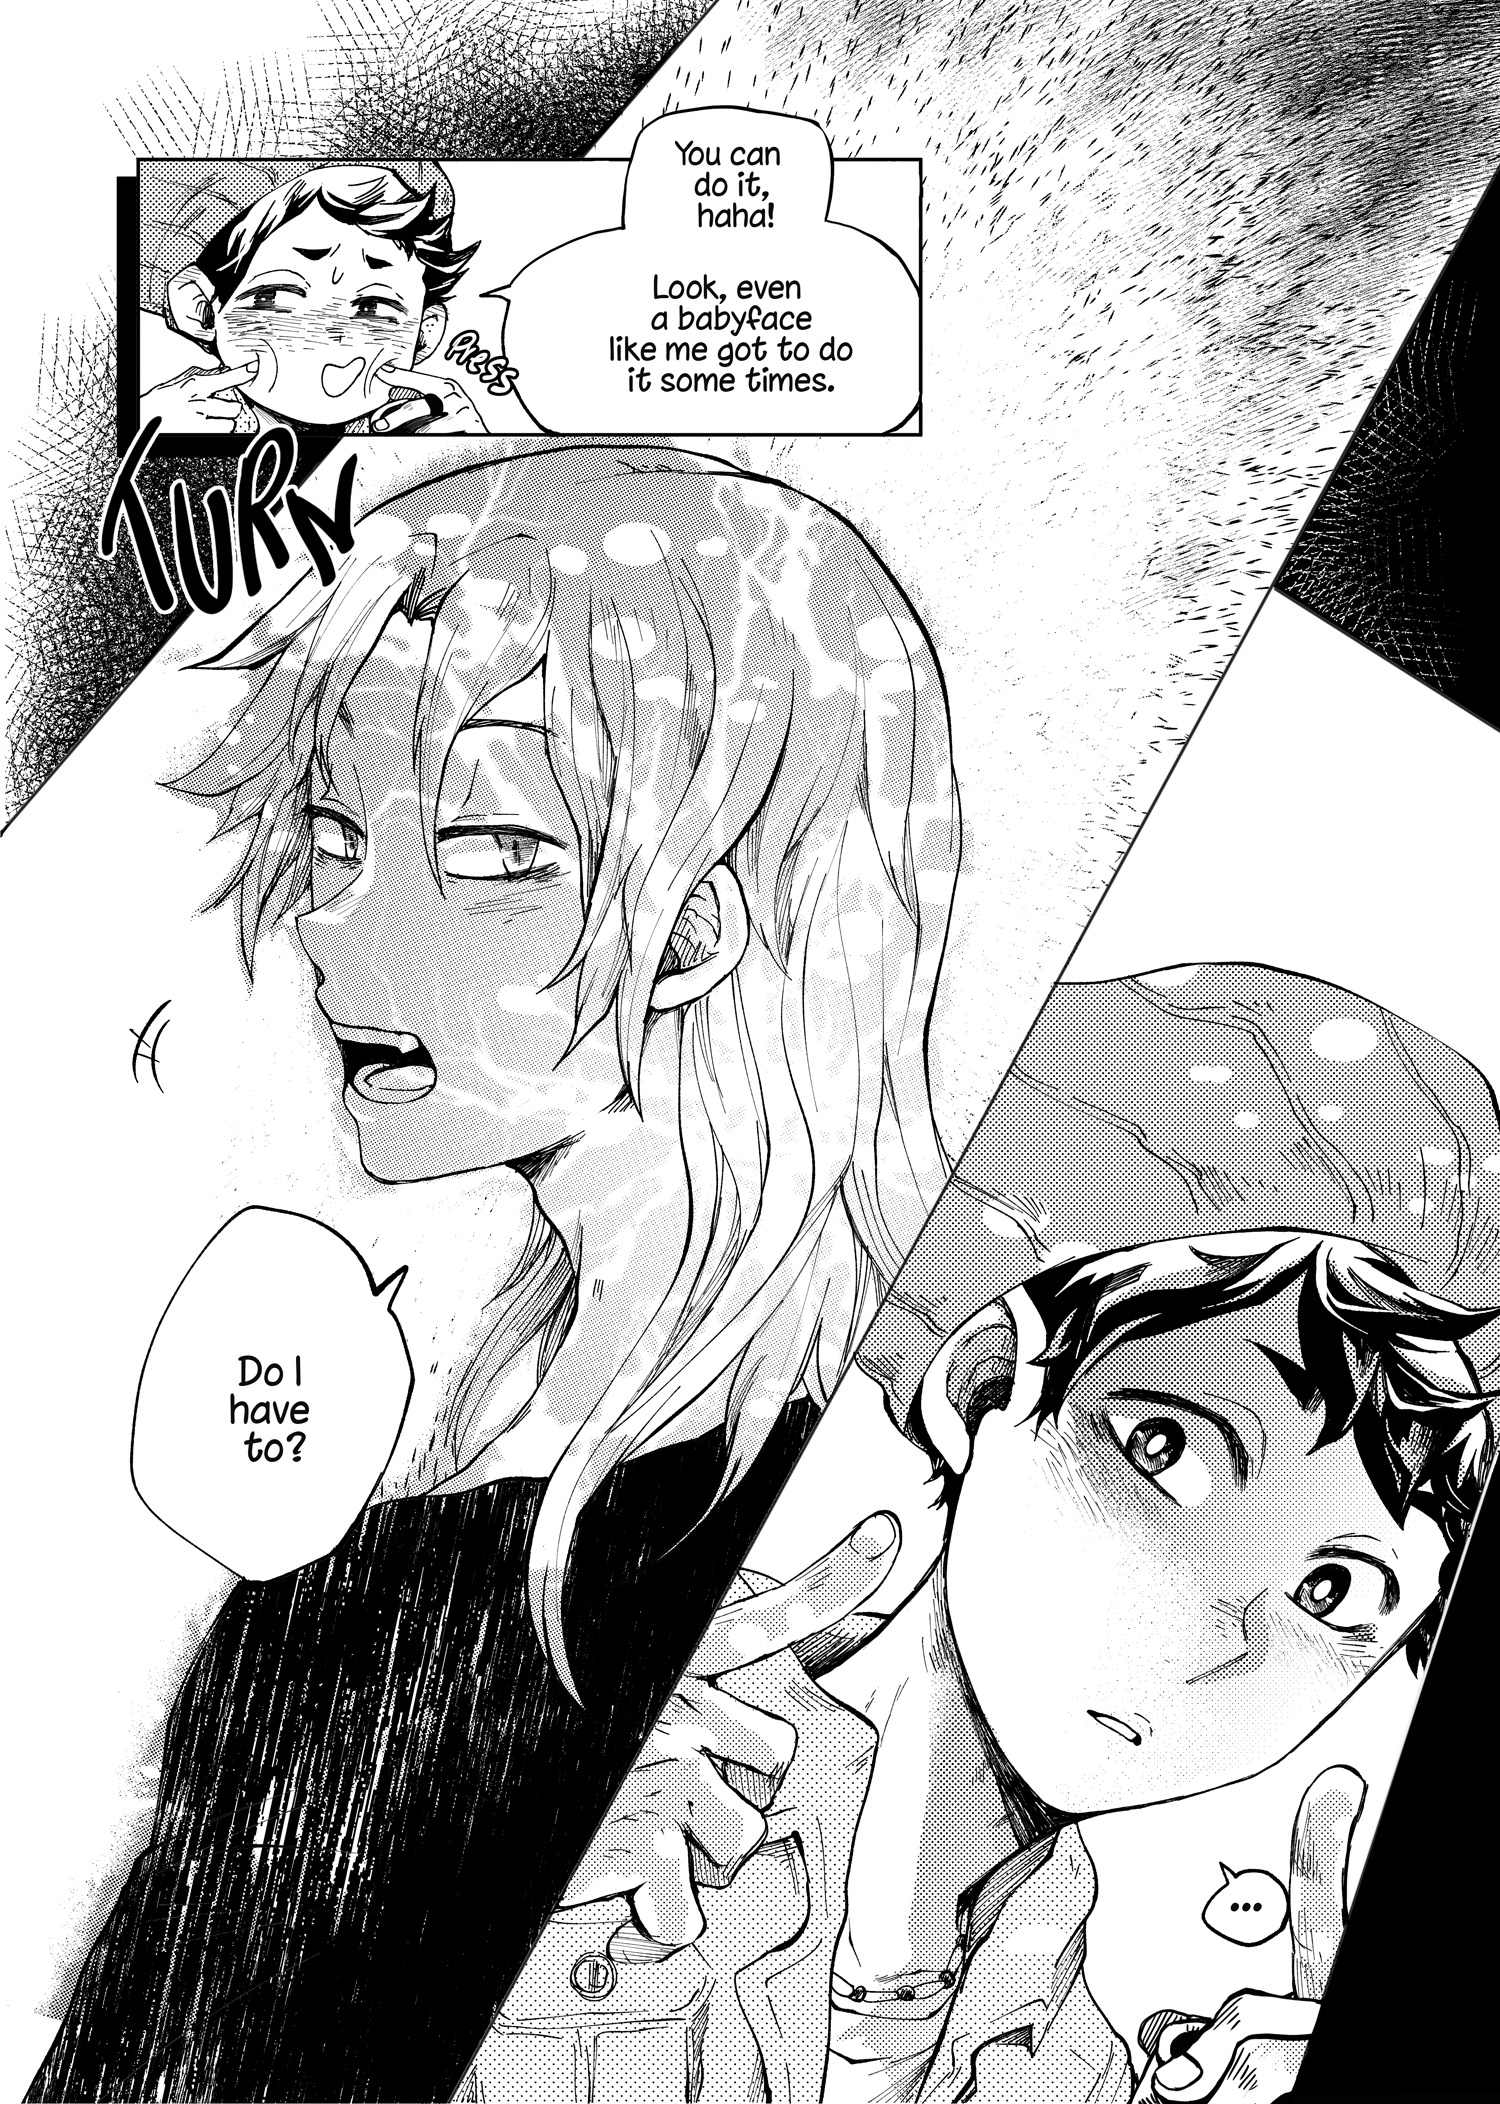 You can
do it,
haha!
Look, even
a babyface
like me got to do
it some times.
PRESS
TURN
Do I
have
to?
...